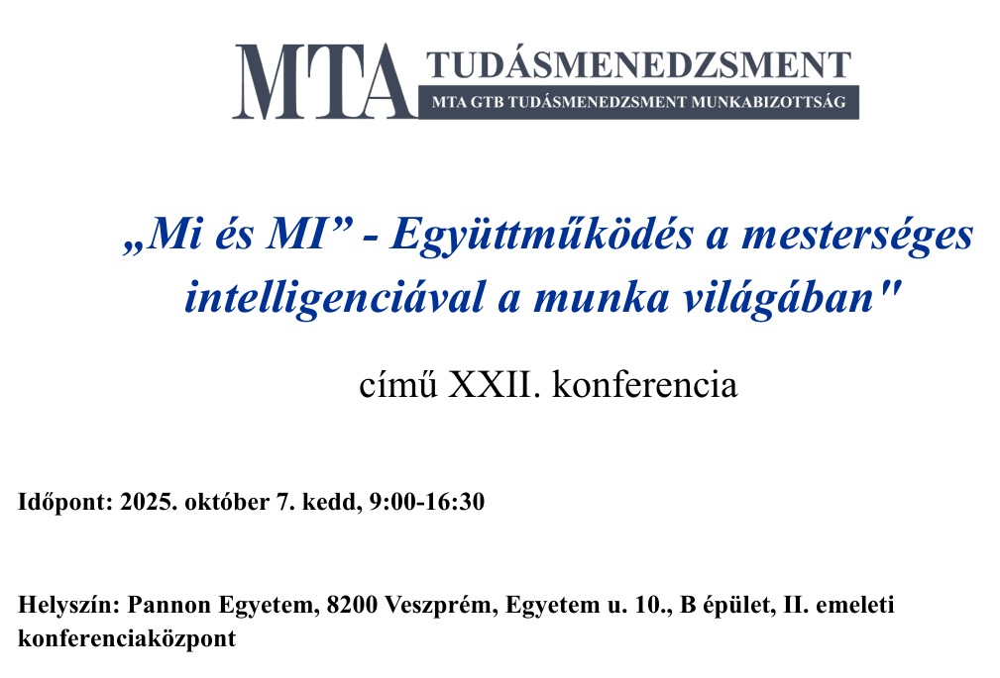 MTA TUDÁSMENEDZSMENT
MTA GTB TUDÁSMENEDZSMENT MUNKABIZOTTSÁG
„Mi és MI” - Együttműködés a mesterséges
intelligenciával a munka világában"
című XXII. konferencia
Időpont: 2025. október 7. kedd, 9:00-16:30
Helyszín: Pannon Egyetem, 8200 Veszprém, Egyetem u. 10., B épület, II. emeleti
konferenciaközpont